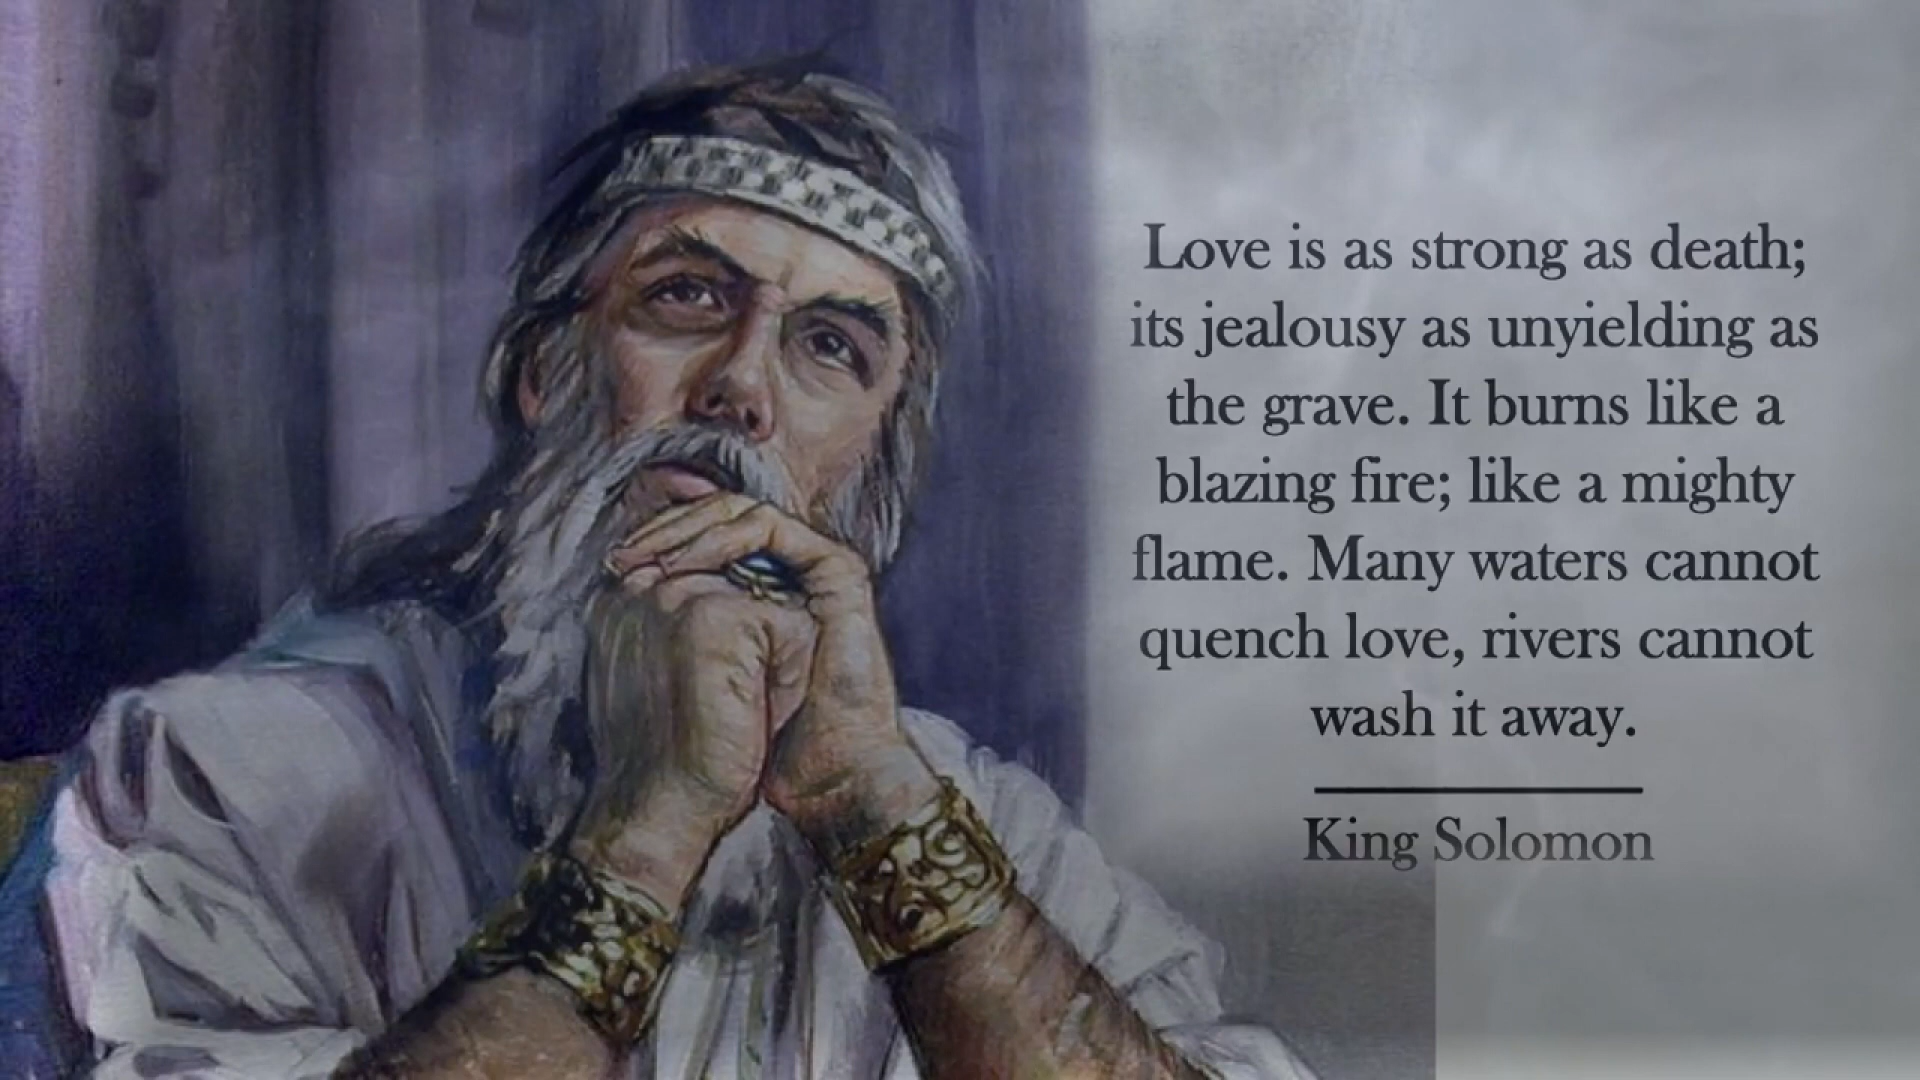 Love is as strong as death;
its jealousy as unyielding as
the grave. It burns like a
blazing fire; like a mighty
flame. Many waters cannot
quench love, rivers cannot
wash it away.
King Solomon